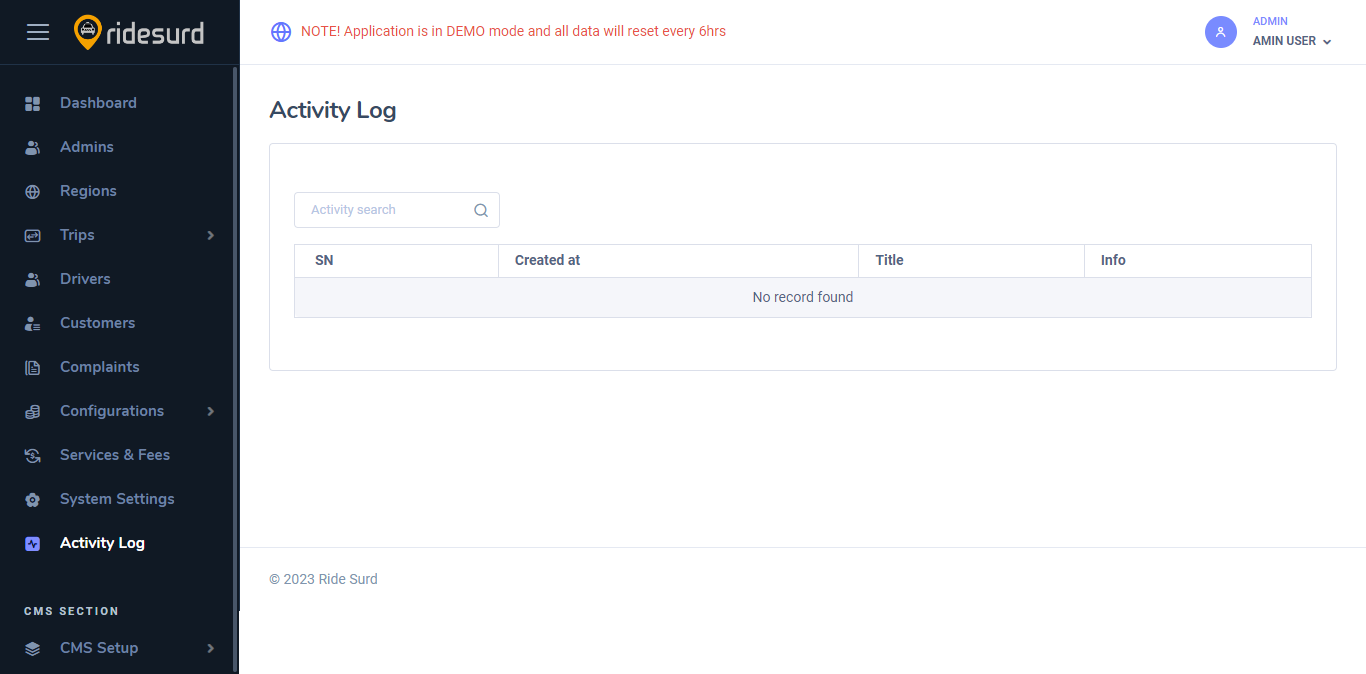 ridesurd
NOTE! Application is in DEMO mode and all data will reset every 6hrs
ADMIN
AMIN USER
Dashboard
Admins
Regions
Trips
Drivers
Customers
Complaints
Configurations
Services & Fees
System Settings
Activity Log
CMS SECTION
CMS Setup
Activity Log
Activity search
SN Created at Title Info
No record found
© 2023 Ride Surd